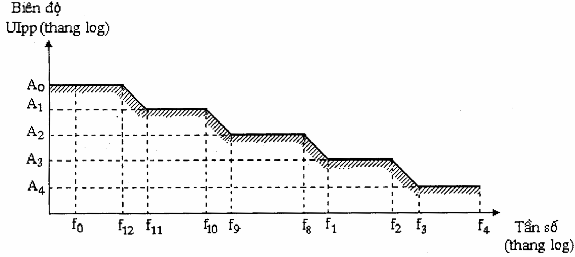 Biên độ
UIpp (thang log)
A0
A1
A2
A3
A4
f0 f12 f11 f10 f9 f8 f1 f2 f3 f4
Tần số
(thang log)